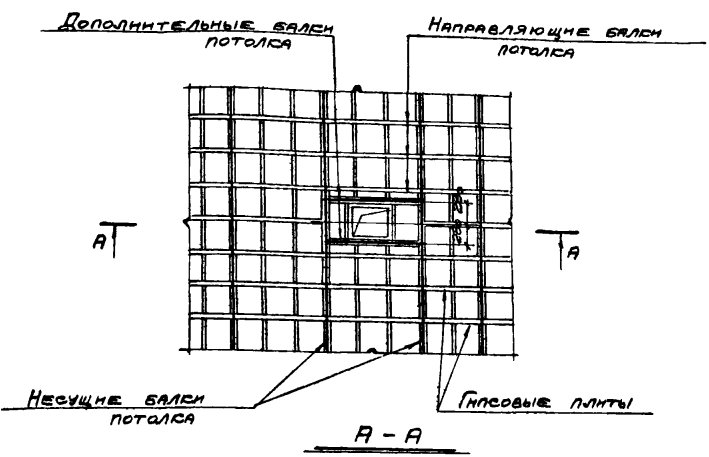 Дополнительные балки
потолка
Направляющие балки
потолка
А
А
Несущие балки
потолка
Гипсовые плиты
А - А